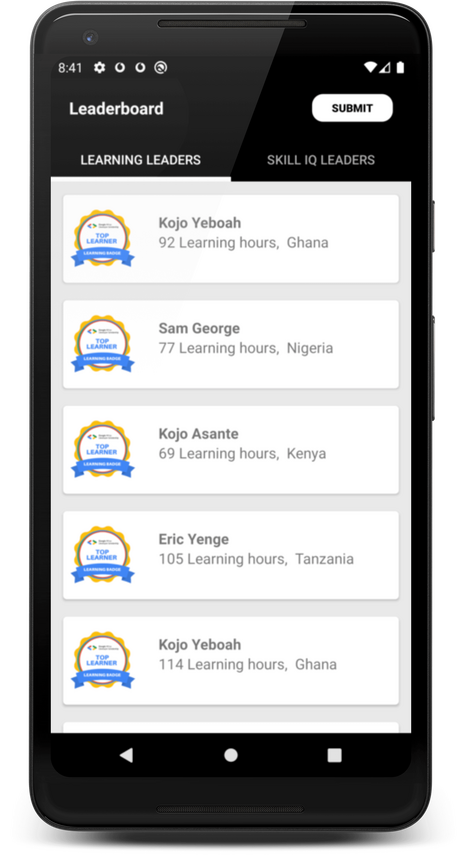 8:41
Leaderboard
SUBMIT
LEARNING LEADERS
SKILL IQ LEADERS
TOP
LEARNER
LEARNING BADGE
Kojo Yeboah
92 Learning hours,  Ghana
TOP
LEARNER
LEARNING BADGE
Sam George
77 Learning hours,  Nigeria
TOP
LEARNER
LEARNING BADGE
Kojo Asante
69 Learning hours,  Kenya
TOP
LEARNER
LEARNING BADGE
Eric Yenge
105 Learning hours,  Tanzania
TOP
LEARNER
LEARNING BADGE
Kojo Yeboah
114 Learning hours,  Ghana